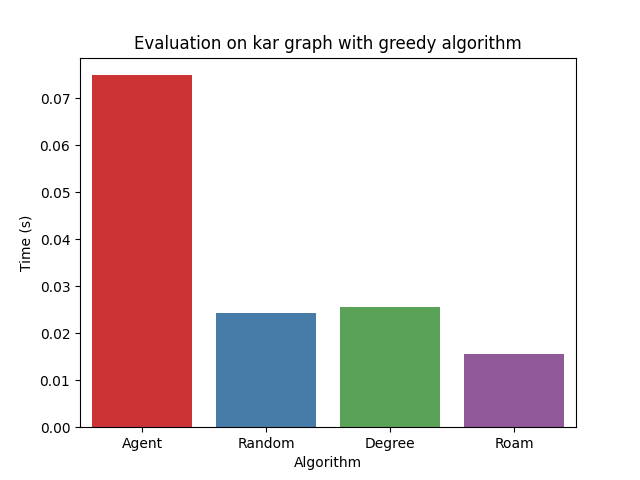 Evaluation on kar graph with greedy algorithm
0.07
0.06
0.05
0.04
0.03
0.02
0.01
0.00
Time (s)
Agent Random Degree Roam
Algorithm